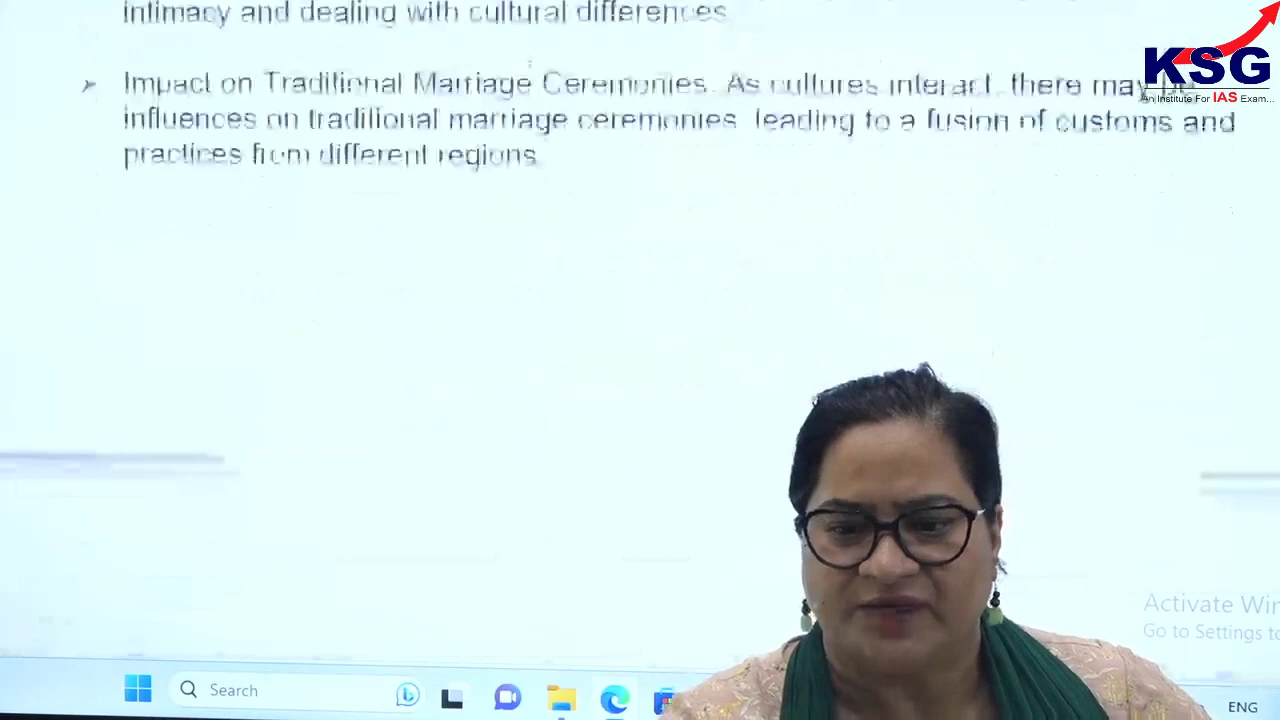 intimacy and dealing with cultural differences.
➤ Impact on Traditional Marriage Ceremonies. As cultures interact, there may be
influences on traditional marriage ceremonies, leading to a fusion of customs and
practices from different regions.
KSG
An Institute For IAS Exam...
Activate Win
Go to Settings to
Search
ENG